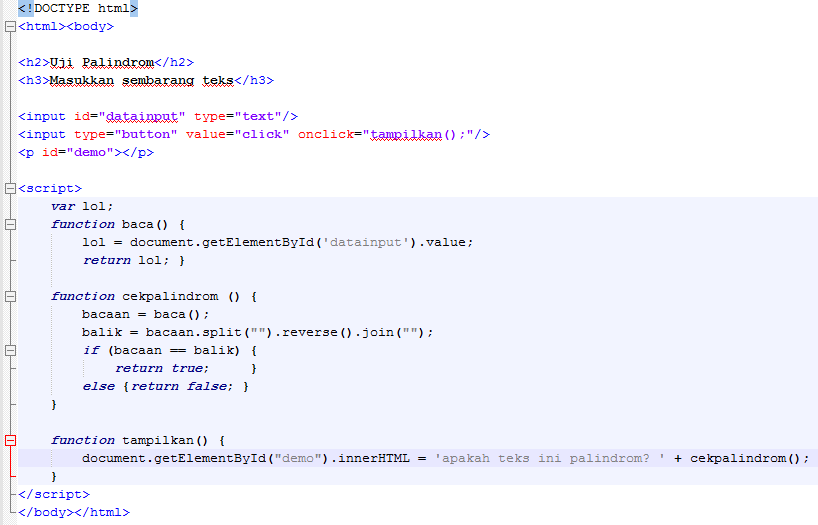 <!DOCTYPE html>
<html><body>
<h2>Uji Palindrom</h2>
<h3>Masukkan sembarang teks</h3>
<input id="datainput" type="text"/>
<input type="button" value="click" onclick="tampilkan();"/>
<p id="demo"></p>
<script>
var lol;
function baca() {
lol = document.getElementById('datainput').value;
return lol; }
function cekpalindrom () {
bacaan = baca();
balik = bacaan.split("").reverse().join("");
if (bacaan == balik) {
return true; }
else {return false; }
}
function tampilkan() {
document.getElementById("demo").innerHTML = 'apakah teks ini palindrom? ' + cekpalindrom();
}
</script>
</body></html>